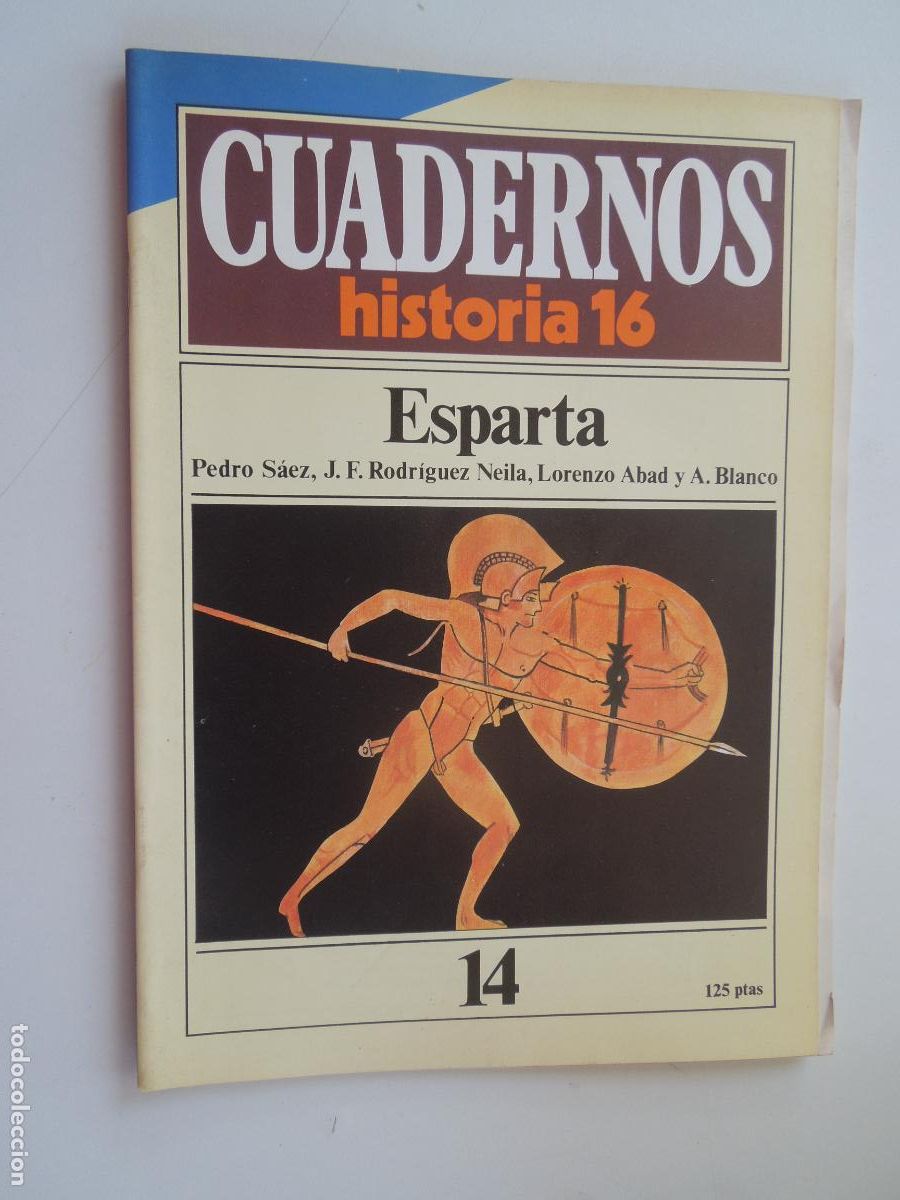 CUADERNOS
historia 16
Esparta
Pedro Sáez, J. F. Rodríguez Neila, Lorenzo Abad y A. Blanco
14
125 ptas
todocoleccion